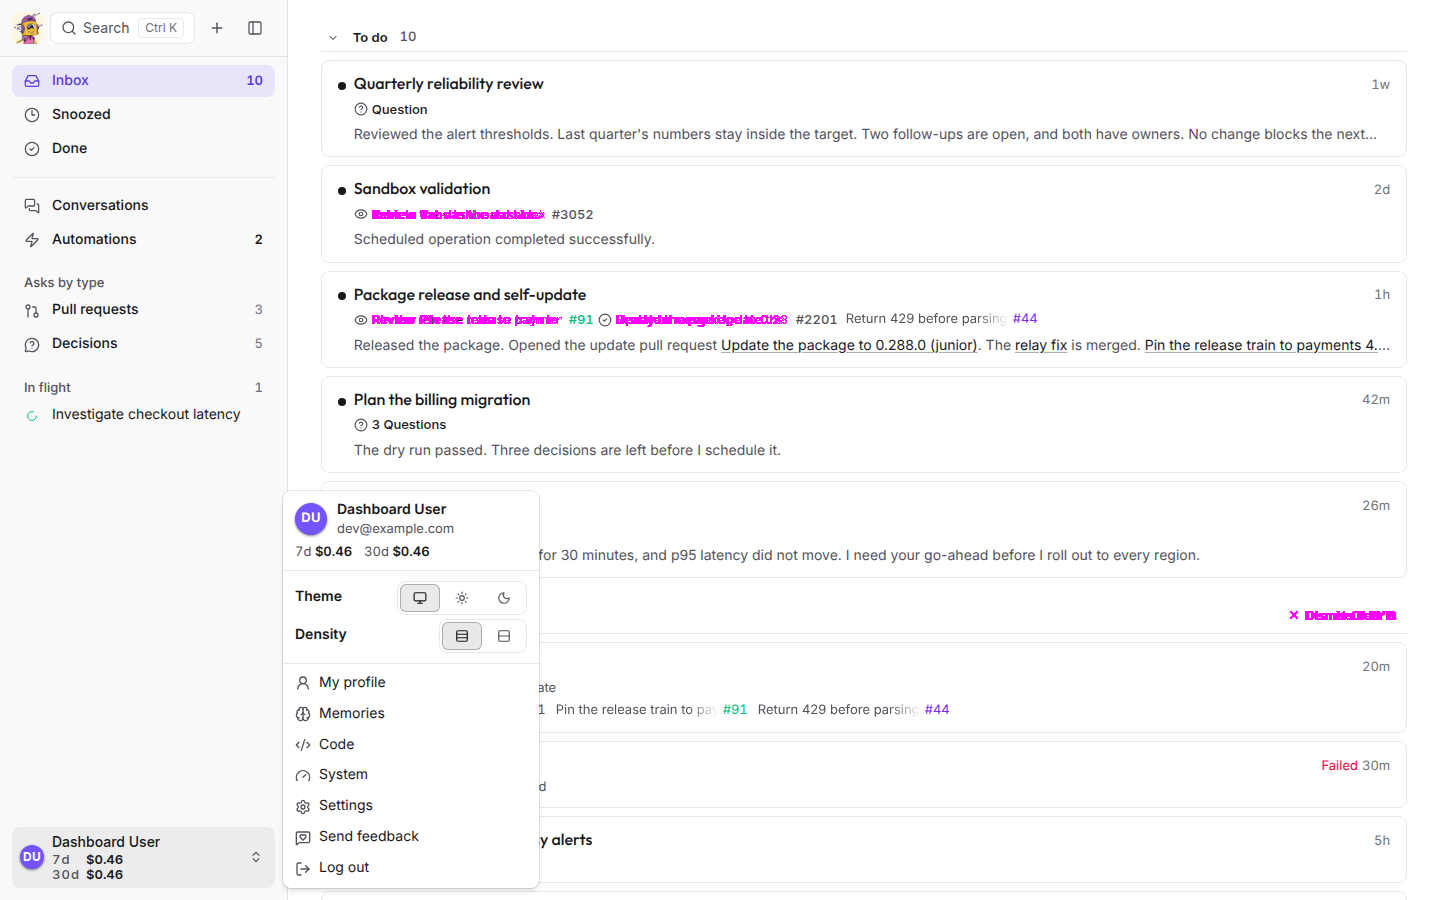 Search Ctrl K
Inbox 10
Snoozed
Done
Conversations
Automations 2
Asks by type
Pull requests 3
Decisions 5
In flight 1
Investigate checkout latency
Dashboard User
7d $0.46
30d $0.46
DU
To do 10
Quarterly reliability review 1w
Question
Reviewed the alert thresholds. Last quarter's numbers stay inside the target. Two follow-ups are open, and both have owners. No change blocks the next...
Sandbox validation 2d
#3052
Scheduled operation completed successfully.
Package release and self-update 1h
#91 #2201 Return 429 before parsing #44
Released the package. Opened the update pull request Update the package to 0.288.0 (junior). The relay fix is merged. Pin the release train to payments 4....
Plan the billing migration 42m
3 Questions
The dry run passed. Three decisions are left before I schedule it.
26m
for 30 minutes, and p95 latency did not move. I need your go-ahead before I roll out to every region.
20m
ate
1 Pin the release train to pay #91 Return 429 before parsing #44
Failed 30m
d
y alerts 5h
DU
Dashboard User
dev@example.com
7d $0.46 30d $0.46
Theme
Density
My profile
Memories
Code
System
Settings
Send feedback
Log out